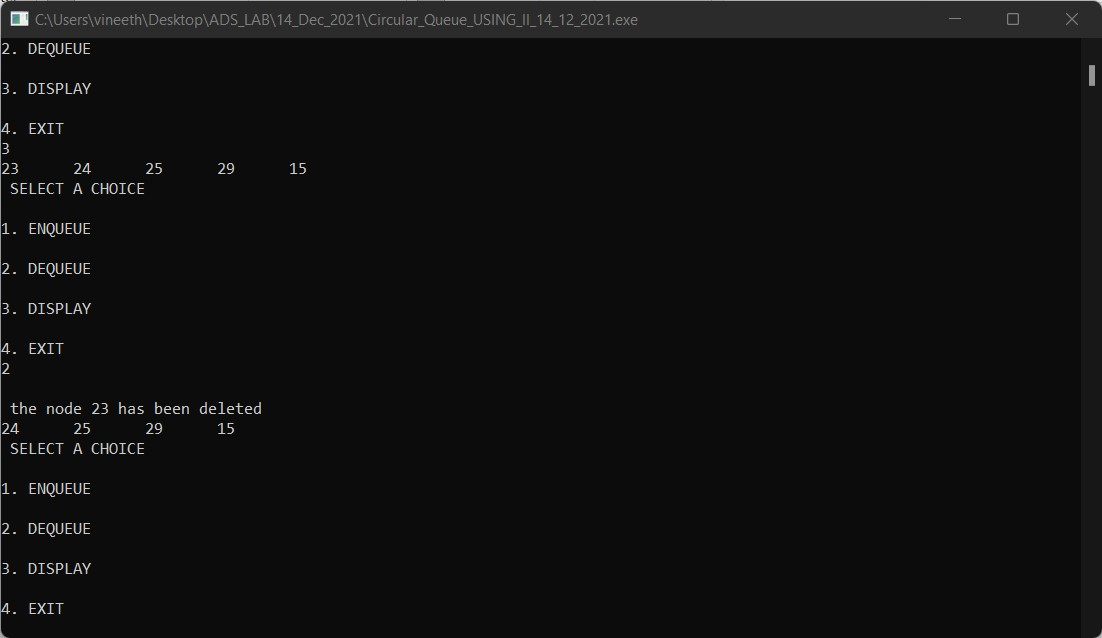 C:\Users\vineeth\Desktop\ADS_LAB\14_Dec_2021\Circular_Queue_USING_ll_14_12_2021.exe
2. DEQUEUE
3. DISPLAY
4. EXIT
3
23 24 25 29 15
SELECT A CHOICE
1. ENQUEUE
2. DEQUEUE
3. DISPLAY
4. EXIT
2
the node 23 has been deleted
24 25 29 15
SELECT A CHOICE
1. ENQUEUE
2. DEQUEUE
3. DISPLAY
4. EXIT